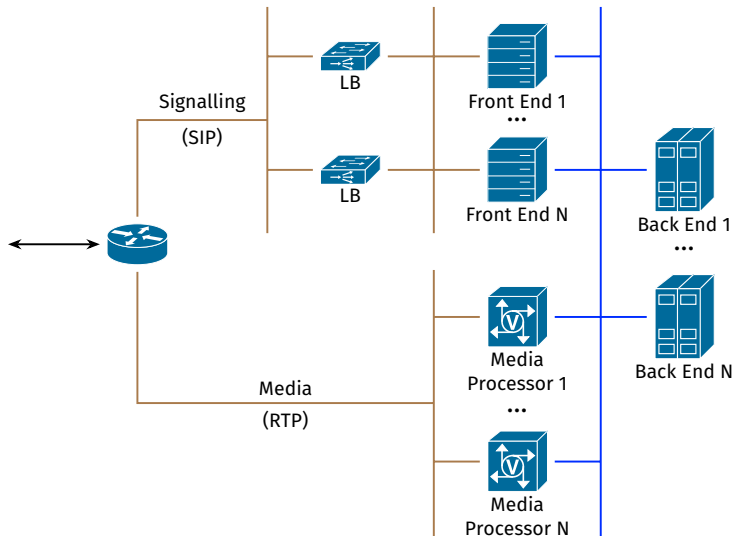 Signalling
(SIP)
LB
Front End 1
...
LB
Front End N
Back End 1
...
Back End N
Media
(RTP)
V
Media
Processor 1
...
V
Media
Processor N